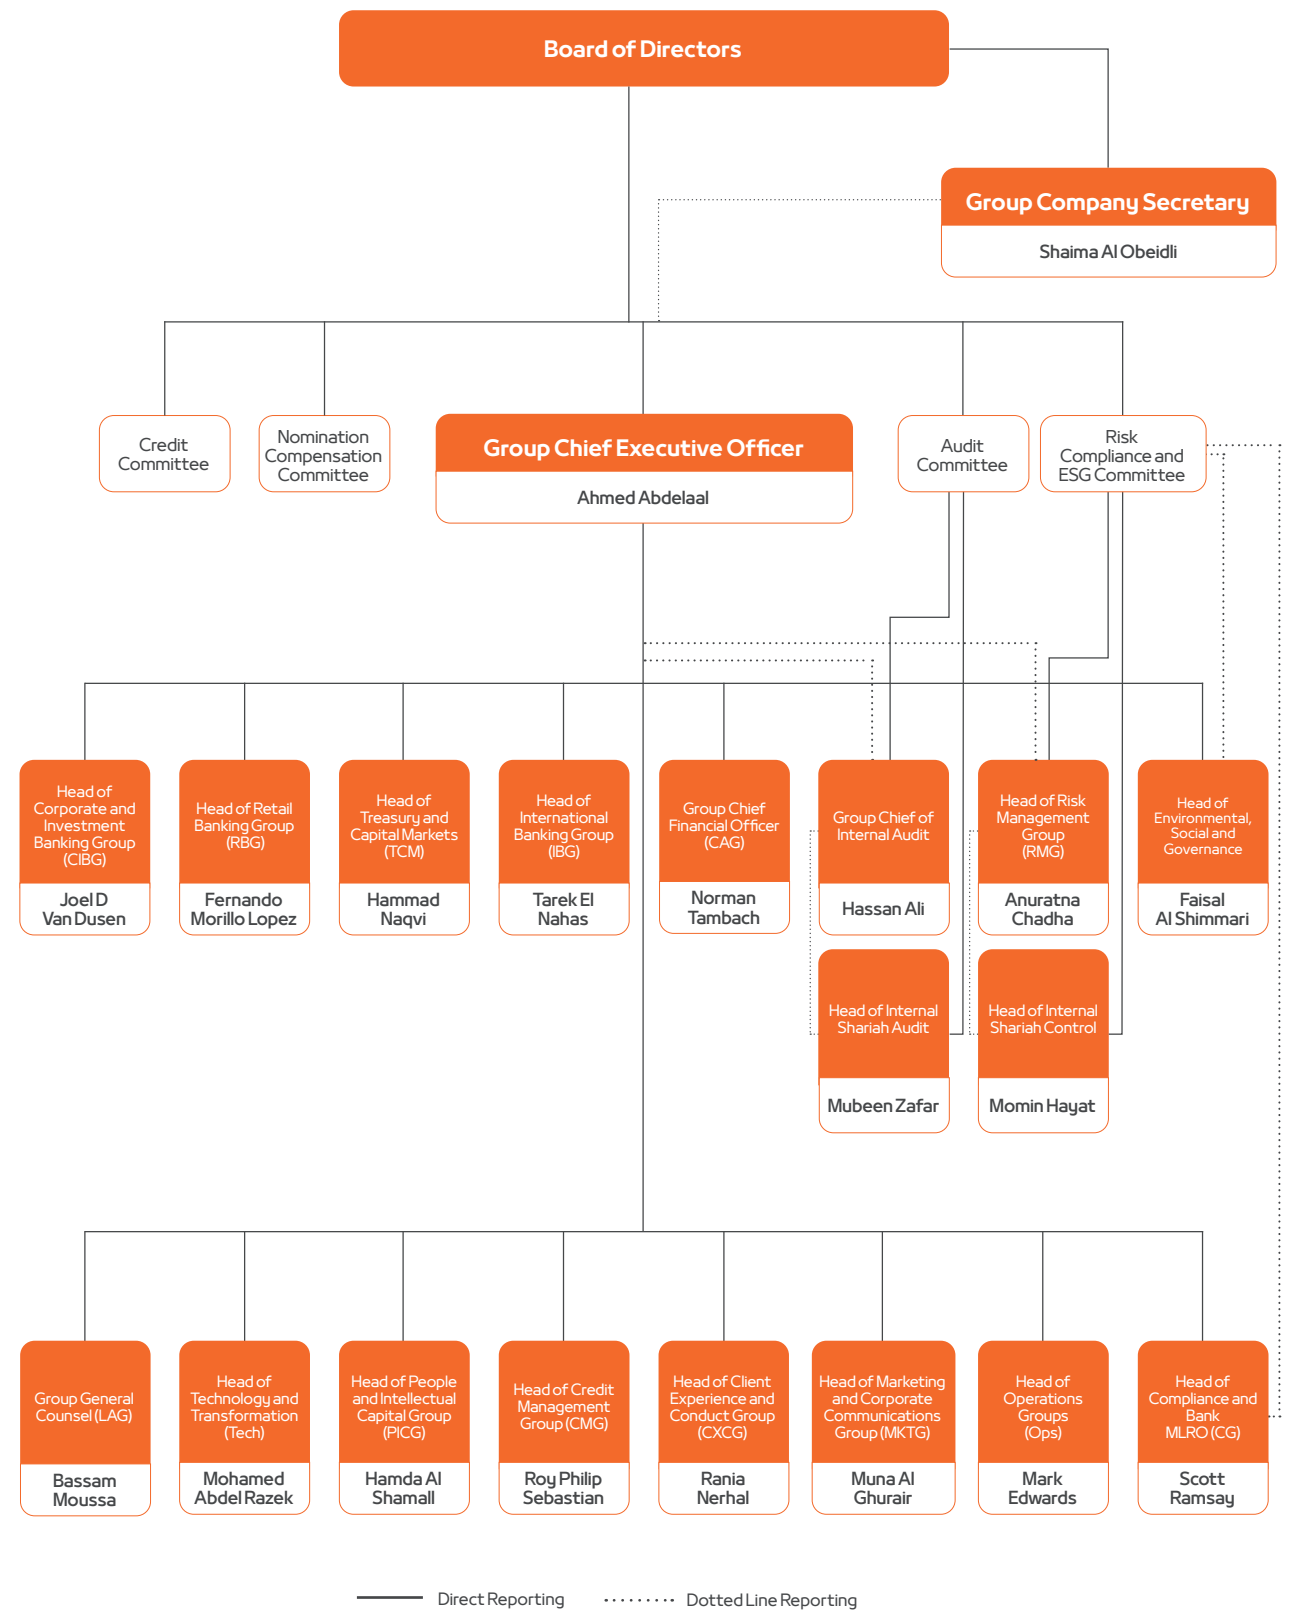 Board of Directors
Group Company Secretary
Shaima Al Obeidli
Credit
Committee
Nomination
Compensation
Committee
Group Chief Executive Officer
Ahmed Abdelaal
Audit
Committee
Risk
Compliance and
ESG Committee
Head of
Corporate and
Investment
Banking Group
(CIBG)
Joel D
Van Dusen
Head of Retail
Banking Group
(RBG)
Fernando
Morillo Lopez
Head of
Treasury and
Capital Markets
(TCM)
Hammad
Naqvi
Head of
International
Banking Group
(IBG)
Tarek El
Nahas
Group Chief
Financial Officer
(CAG)
Norman
Tambach
Group Chief of
Internal Audit
Hassan Ali
Head of Risk
Management
Group
(RMG)
Anuratna
Chadha
Head of
Environmental,
Social and
Governance
Faisal
Al Shimmari
Head of Internal
Shariah Audit
Mubeen Zafar
Head of Internal
Shariah Control
Momin Hayat
Group General
Counsel (LAG)
Bassam
Moussa
Head of
Technology and
Transformation
(Tech)
Mohamed
Abdel Razek
Head of People
and Intellectual
Capital Group
(PICG)
Hamda Al
Shamall
Head of Credit
Management
Group (CMG)
Roy Philip
Sebastian
Head of Client
Experience and
Conduct Group
(CXCG)
Rania
Nerhal
Head of Marketing
and Corporate
Communications
Group (MKTG)
Muna Al
Ghurair
Head of
Operations
Groups
(Ops)
Mark
Edwards
Head of
Compliance and
Bank
MLRO (CG)
Scott
Ramsay
Direct Reporting
Dotted Line Reporting